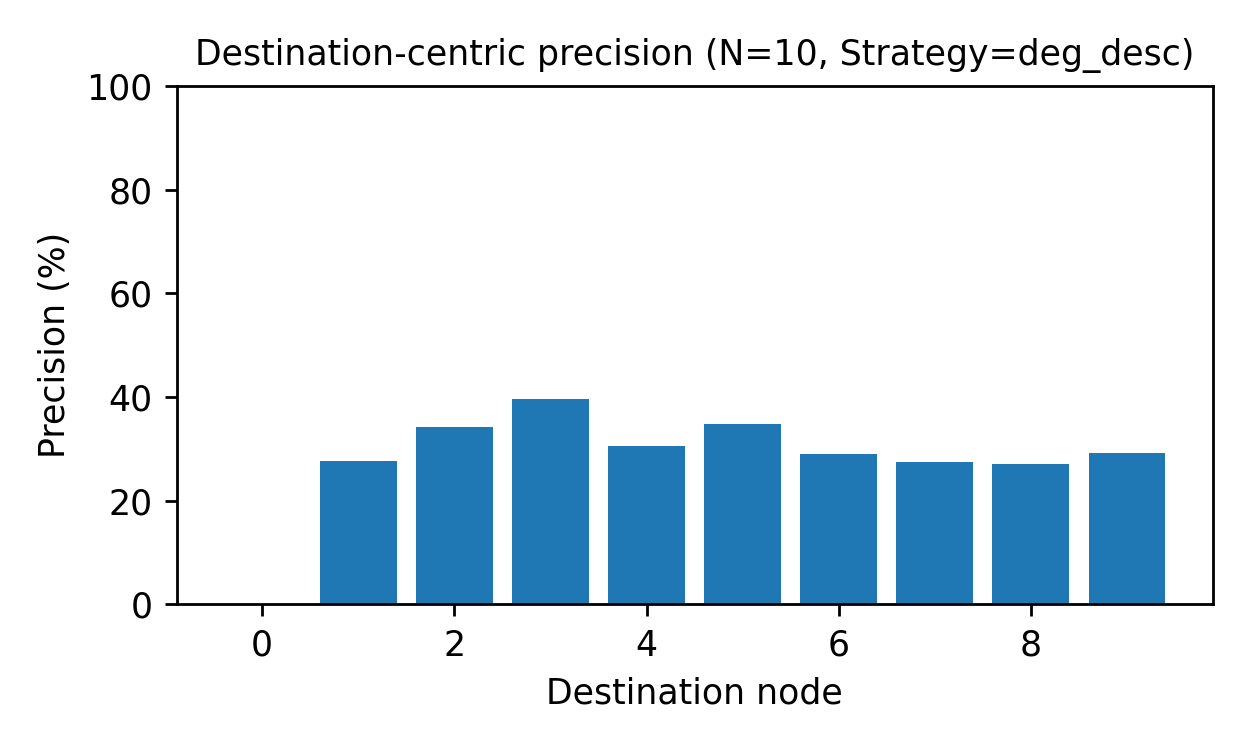 Destination-centric precision (N=10, Strategy=deg_desc)
100
80
60
40
20
0
Precision (%)
0 2 4 6 8
Destination node